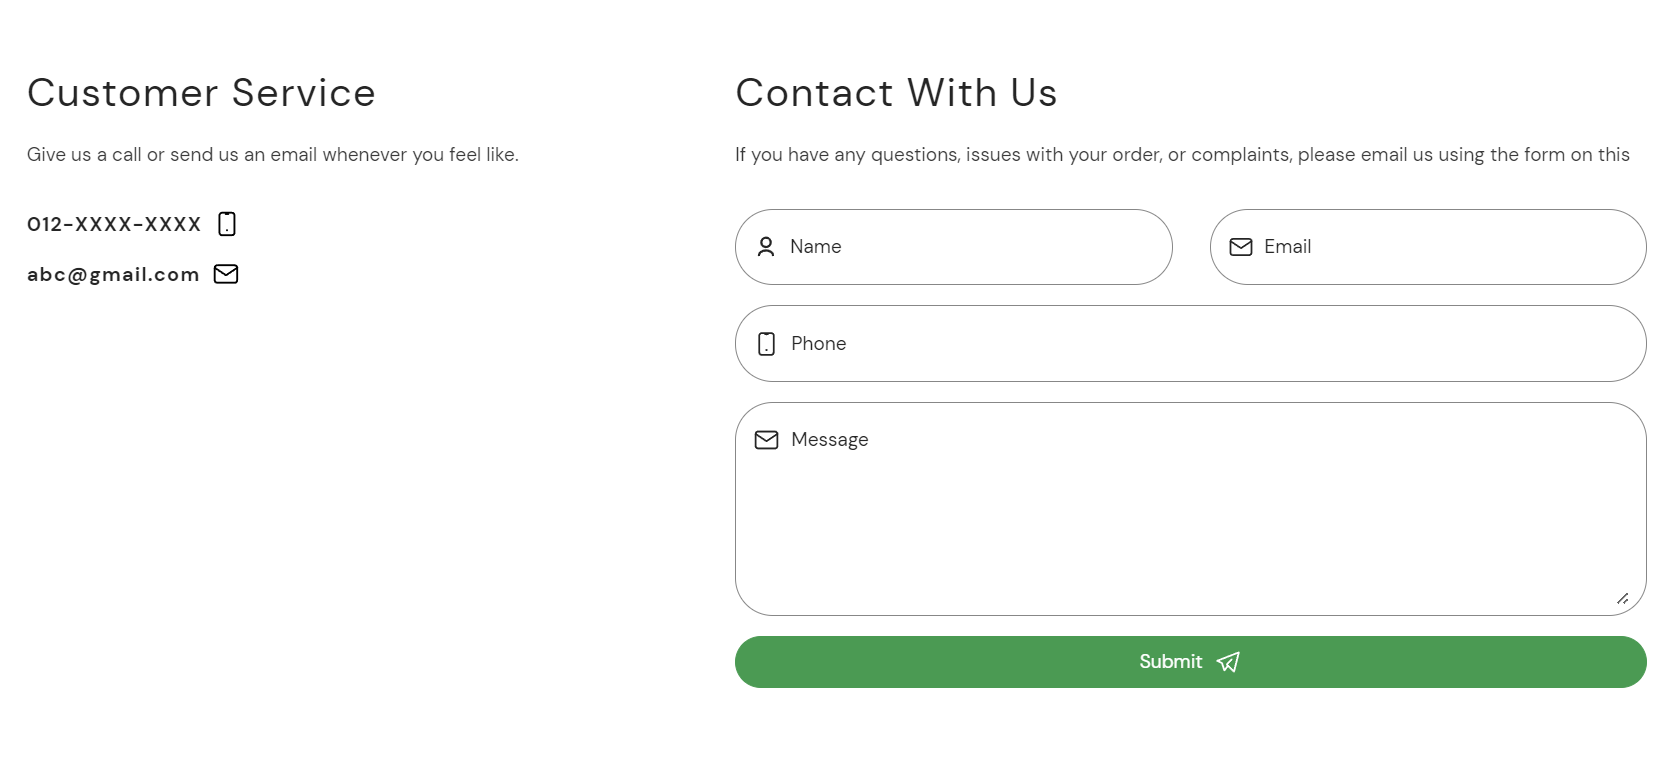 Customer Service
Give us a call or send us an email whenever you feel like.
012-XXXX-XXXX
abc@gmail.com
Contact With Us
If you have any questions, issues with your order, or complaints, please email us using the form on this
Name
Email
Phone
Message
Submit